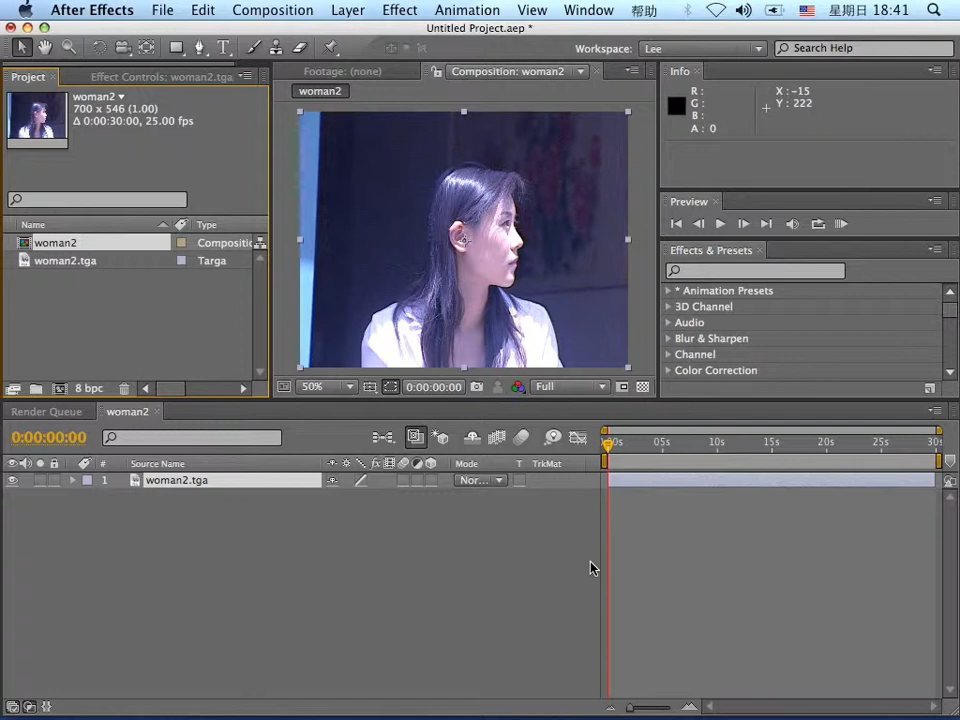 After Effects File Edit Composition Layer Effect Animation View Window 帮助 星期日 18:41
Untitled Project.aep *
Workspace: Lee Search Help
Project Effect Controls: woman2.tga Footage: (none) Composition: woman2 Info
woman2
700 x 546 (1.00)
Δ 0:00:30:00, 25.00 fps
woman2
R :
G :
B :
A : 0
X : -15
Y : 222
Preview
Name Type
woman2 Compositic
woman2.tga Targa
Effects & Presets
* Animation Presets
3D Channel
Audio
Blur & Sharpen
Channel
Color Correction
8 bpc 50% 0:00:00:00 Full
Render Queue woman2
0:00:00:00
05s 10s 15s 20s 25s 30s
# Source Name fx Mode T TrkMat
1 woman2.tga Nor...